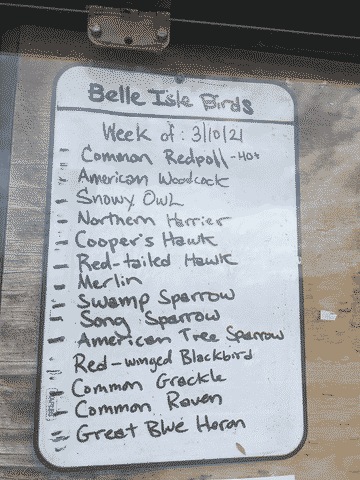 Belle Isle Birds
Week of: 3/10/21
Common Redpoll - Hot
American Woodcock
Snowy Owl
Northern Harrier
Cooper's Hawk
Red-tailed Hawk
Merlin
Swamp Sparrow
Song Sparrow
American Tree Sparrow
Red-winged Blackbird
Common Grackle
Common Raven
Great Blue Heron